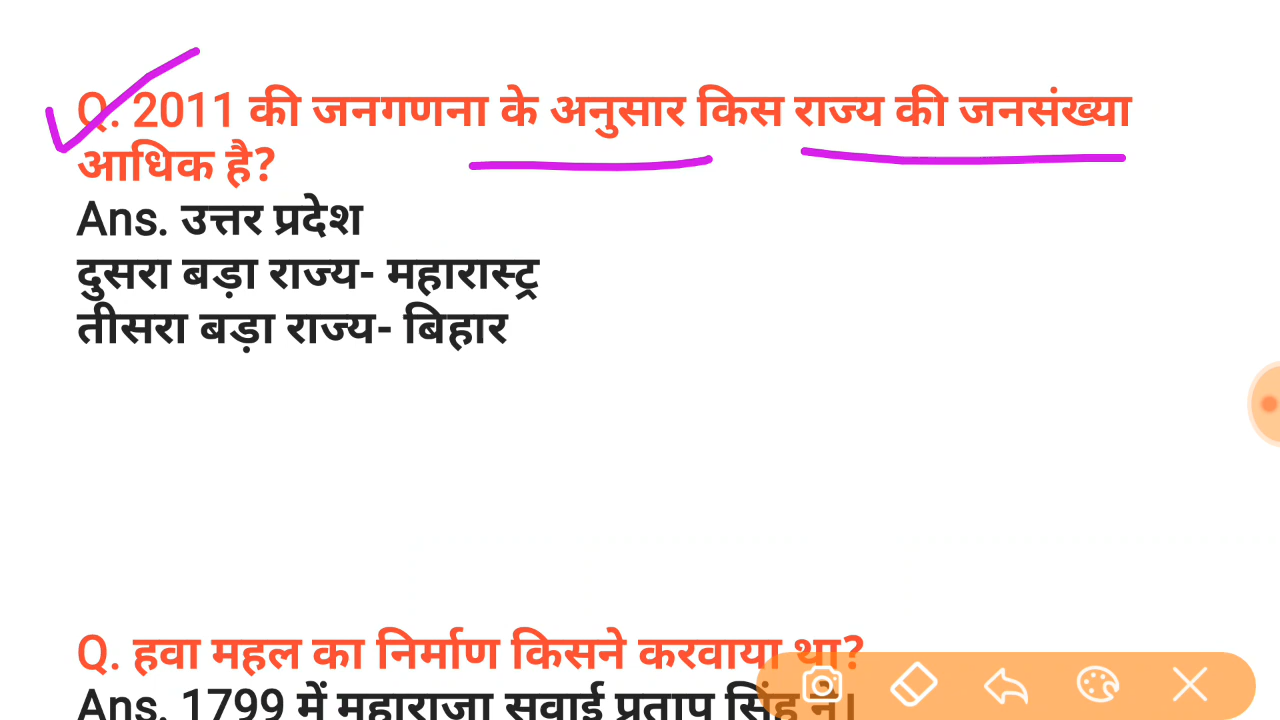 Q. 2011 की जनगणना के अनुसार किस राज्य की जनसंख्या
आधिक है?
Ans. उत्तर प्रदेश
दुसरा बड़ा राज्य- महारास्ट्र
तीसरा बड़ा राज्य- बिहार
Q. हवा महल का निर्माण किसने करवाया था?
Ans. 1799 में महाराजा सवाई प्रताप सिंह ने।